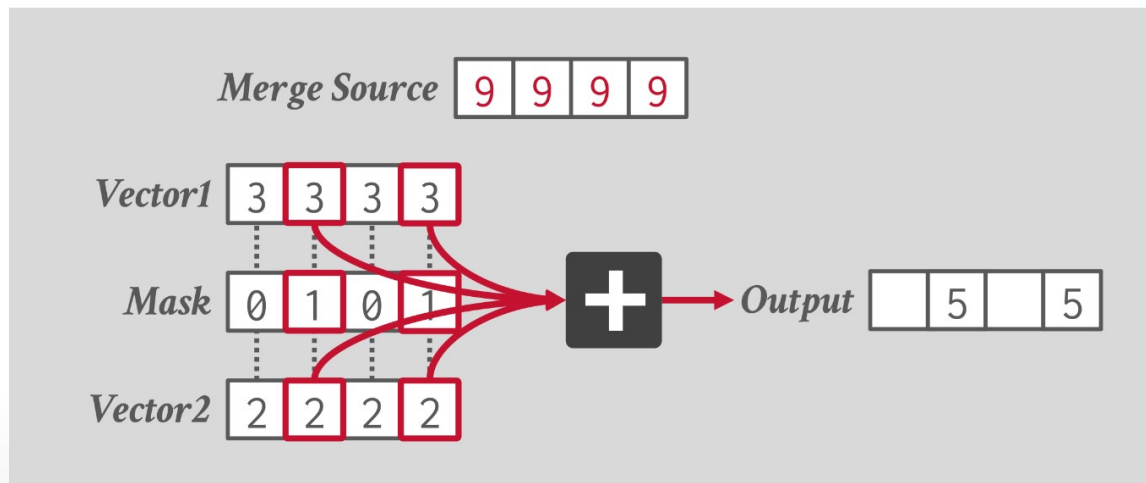 Merge Source 9 9 9 9
Vector1 3 3 3 3
Mask 0 1 0 1
+ Output 5 5
Vector2 2 2 2 2